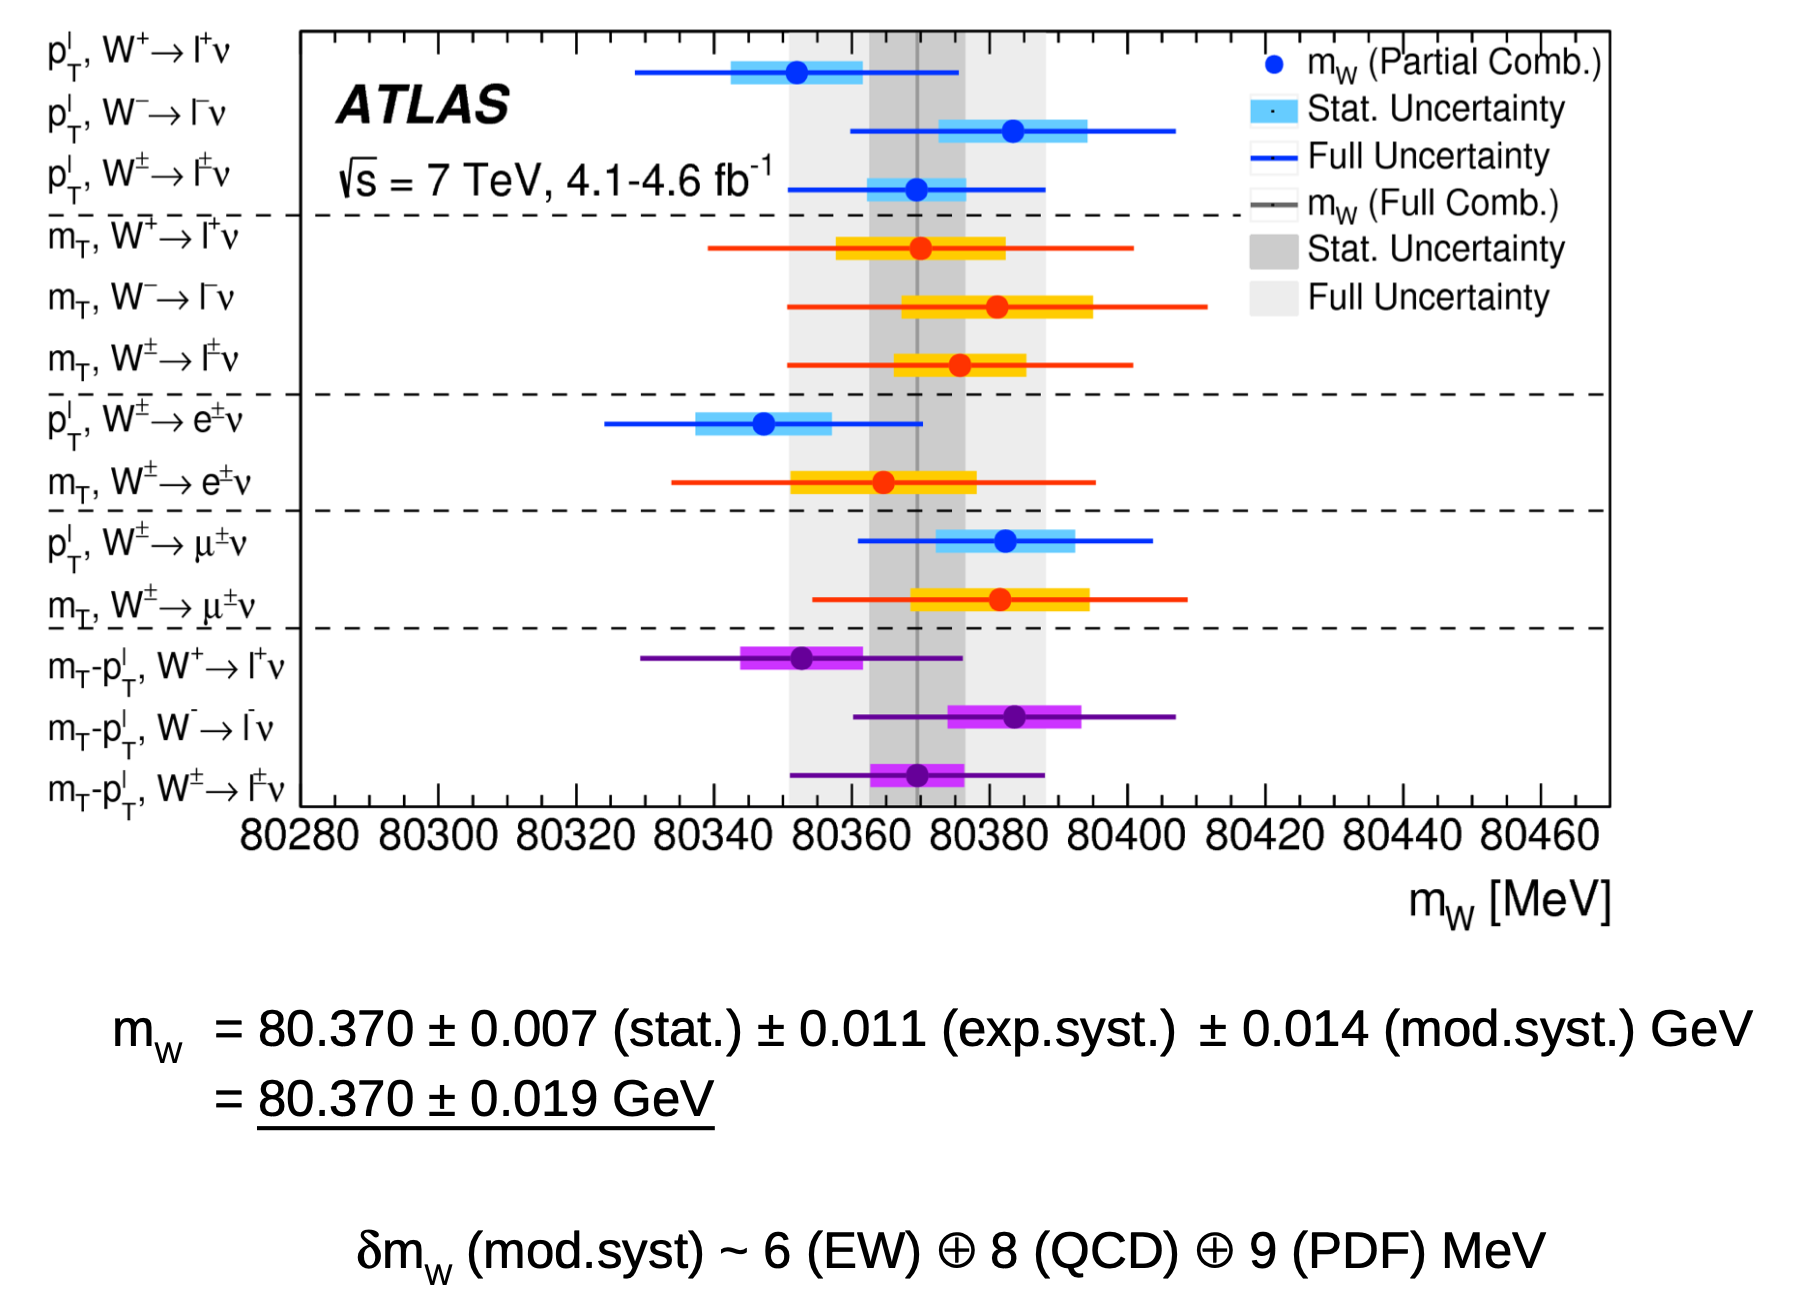 p_T^l, W⁺→ l⁺ν
p_T^l, W⁻→ l⁻ν
p_T^l, W^±→ l^±ν
m_T, W⁺→ l⁺ν
m_T, W⁻→ l⁻ν
m_T, W^±→ l^±ν
p_T^l, W^±→ e^±ν
m_T, W^±→ e^±ν
p_T^l, W^±→ μ^±ν
m_T, W^±→ μ^±ν
m_T-p_T^l, W⁺→ l⁺ν
m_T-p_T^l, W⁻→ l⁻ν
m_T-p_T^l, W^±→ l^±ν
ATLAS
√s = 7 TeV, 4.1-4.6 fb⁻¹
m_W (Partial Comb.)
Stat. Uncertainty
Full Uncertainty
m_W (Full Comb.)
Stat. Uncertainty
Full Uncertainty
80280 80300 80320 80340 80360 80380 80400 80420 80440 80460
m_W [MeV]
m_W = 80.370 ± 0.007 (stat.) ± 0.011 (exp.syst.) ± 0.014 (mod.syst.) GeV
= 80.370 ± 0.019 GeV
δm_W (mod.syst) ~ 6 (EW) ⊕ 8 (QCD) ⊕ 9 (PDF) MeV